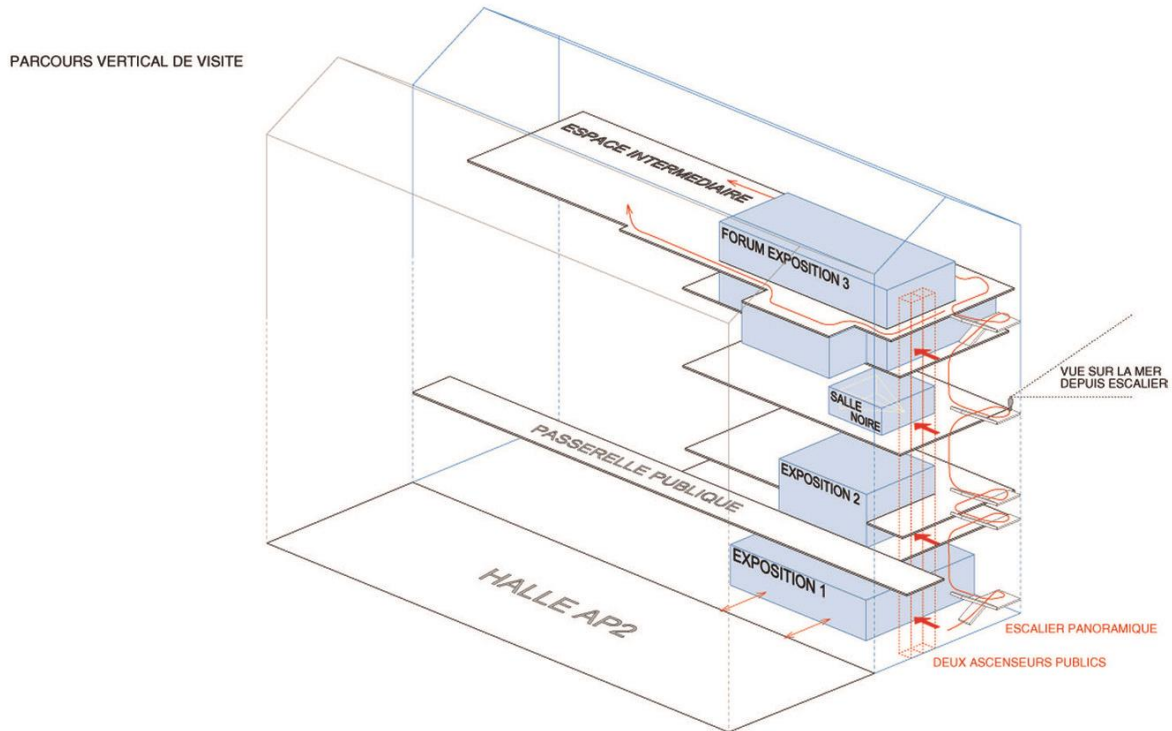 PARCOURS VERTICAL DE VISITE
ESPACE INTERMEDIAIRE
FORUM EXPOSITION 3
VUE SUR LA MER
DEPUIS ESCALIER
SALLE
NOIRE
PASSERELLE PUBLIQUE
EXPOSITION 2
EXPOSITION 1
HALLE AP2
ESCALIER PANORAMIQUE
DEUX ASCENSEURS PUBLICS